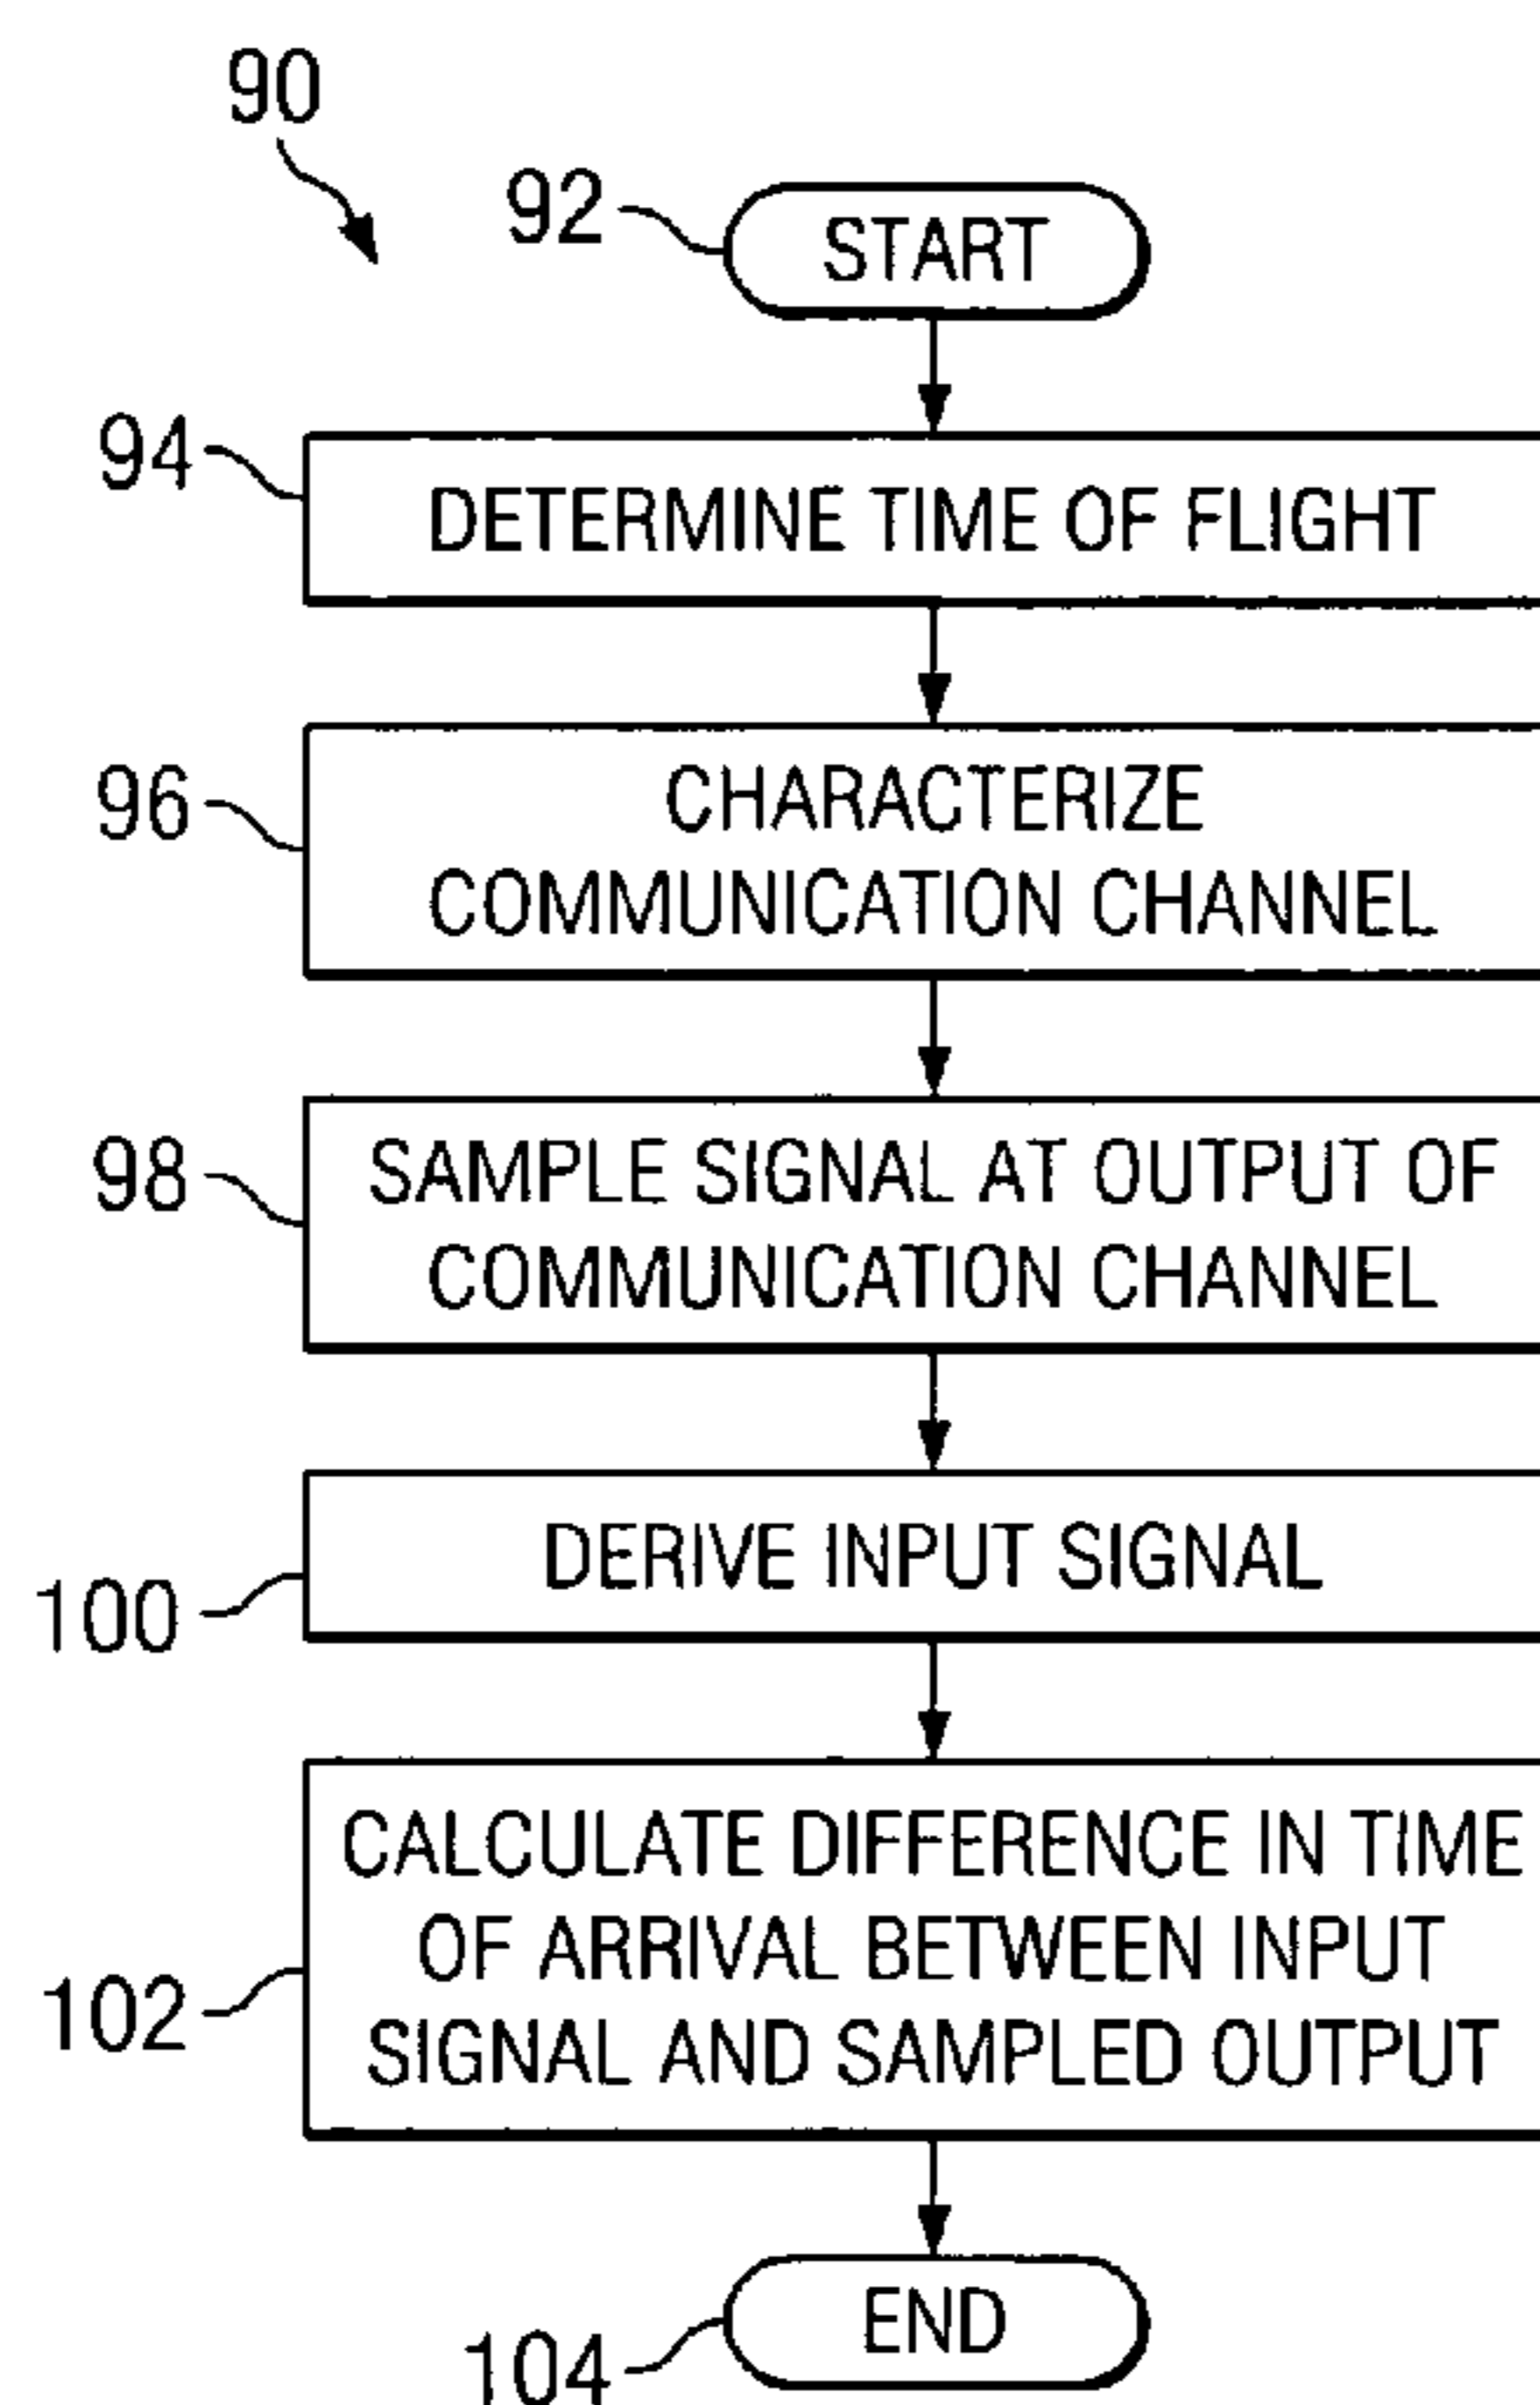 90
92
START
94
DETERMINE TIME OF FLIGHT
96
CHARACTERIZE
COMMUNICATION CHANNEL
98
SAMPLE SIGNAL AT OUTPUT OF
COMMUNICATION CHANNEL
100
DERIVE INPUT SIGNAL
102
CALCULATE DIFFERENCE IN TIME
OF ARRIVAL BETWEEN INPUT
SIGNAL AND SAMPLED OUTPUT
104
END